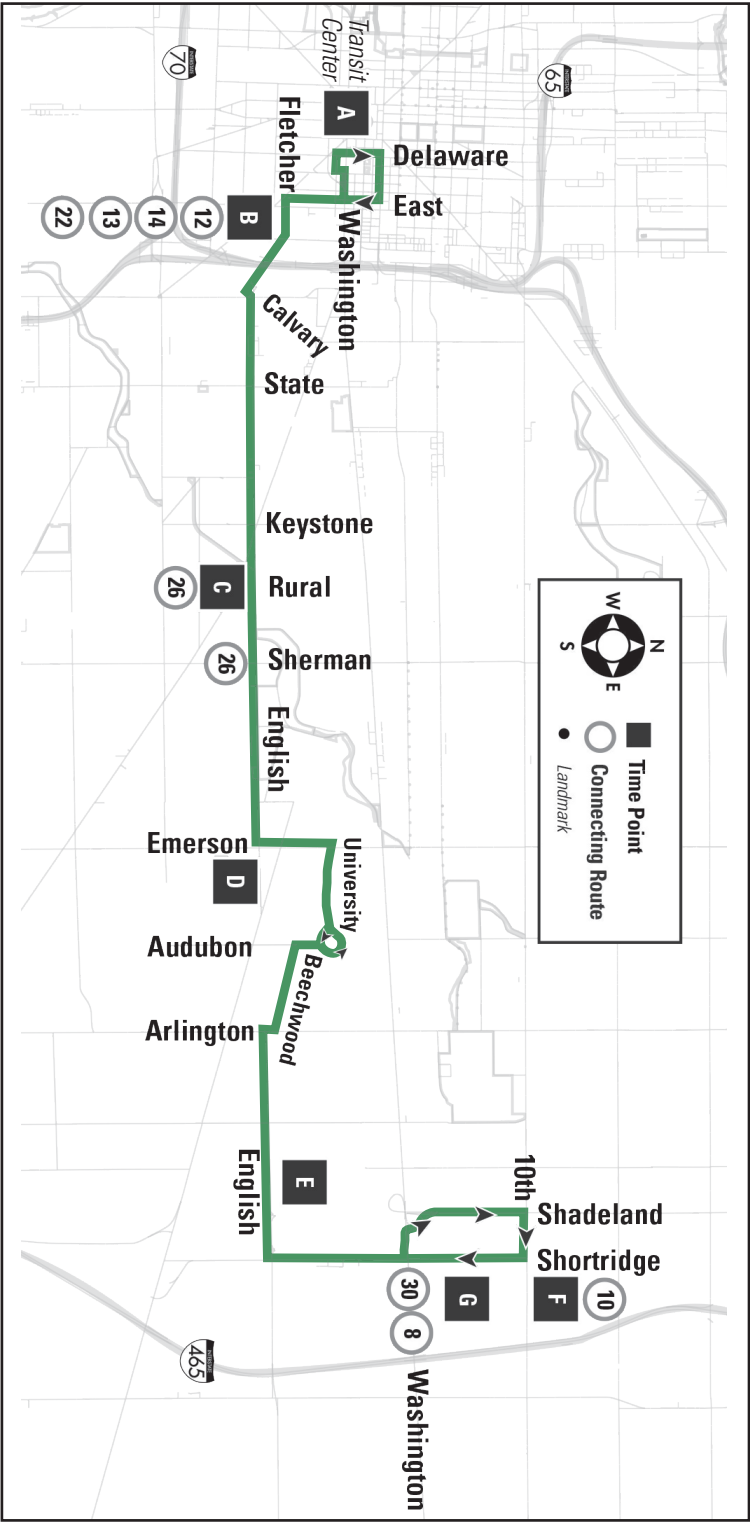 70
INTERSTATE
65
Transit
Center
A
Fletcher
Delaware
East
Washington
B
12
14
13
22
Calvary
State
Keystone
Rural
C
26
Sherman
26
English
N
W
E
S
Time Point
Connecting Route
Landmark
Emerson
D
University
Audubon
Beechwood
Arlington
English
E
10th
Shadeland
Shortridge
10
F
G
30
8
Washington
465